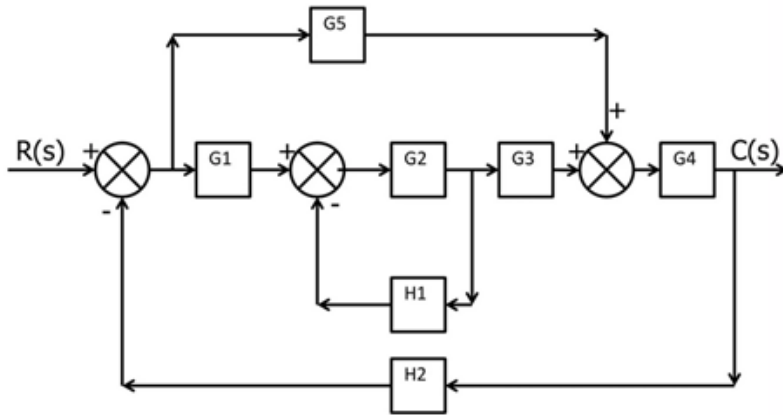 G5
+
R(s) + G1 + G2 G3 + G4 C(s)
- -
H1
H2